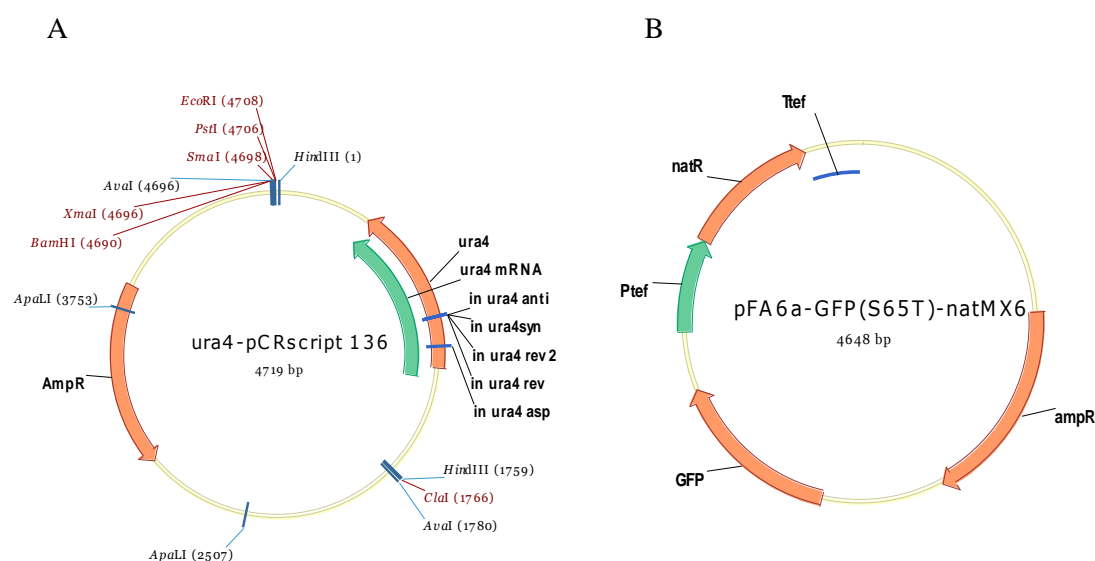 A
B
EcoRI (4708)
PstI (4706)
SmaI (4698)
HindIII (1)
AvaI (4696)
XmaI (4696)
BamHI (4690)
ura4
ura4 mRNA
in ura4 anti
in ura4syn
in ura4 rev2
in ura4 rev
in ura4 asp
ApaLI (3753)
ura4-pCRscript 136
4719 bp
AmpR
HindIII (1759)
ClaI (1766)
AvaI (1780)
ApaLI (2507)
Ttef
natR
Ptef
pFA6a-GFP(S65T)-natMX6
4648 bp
ampR
GFP